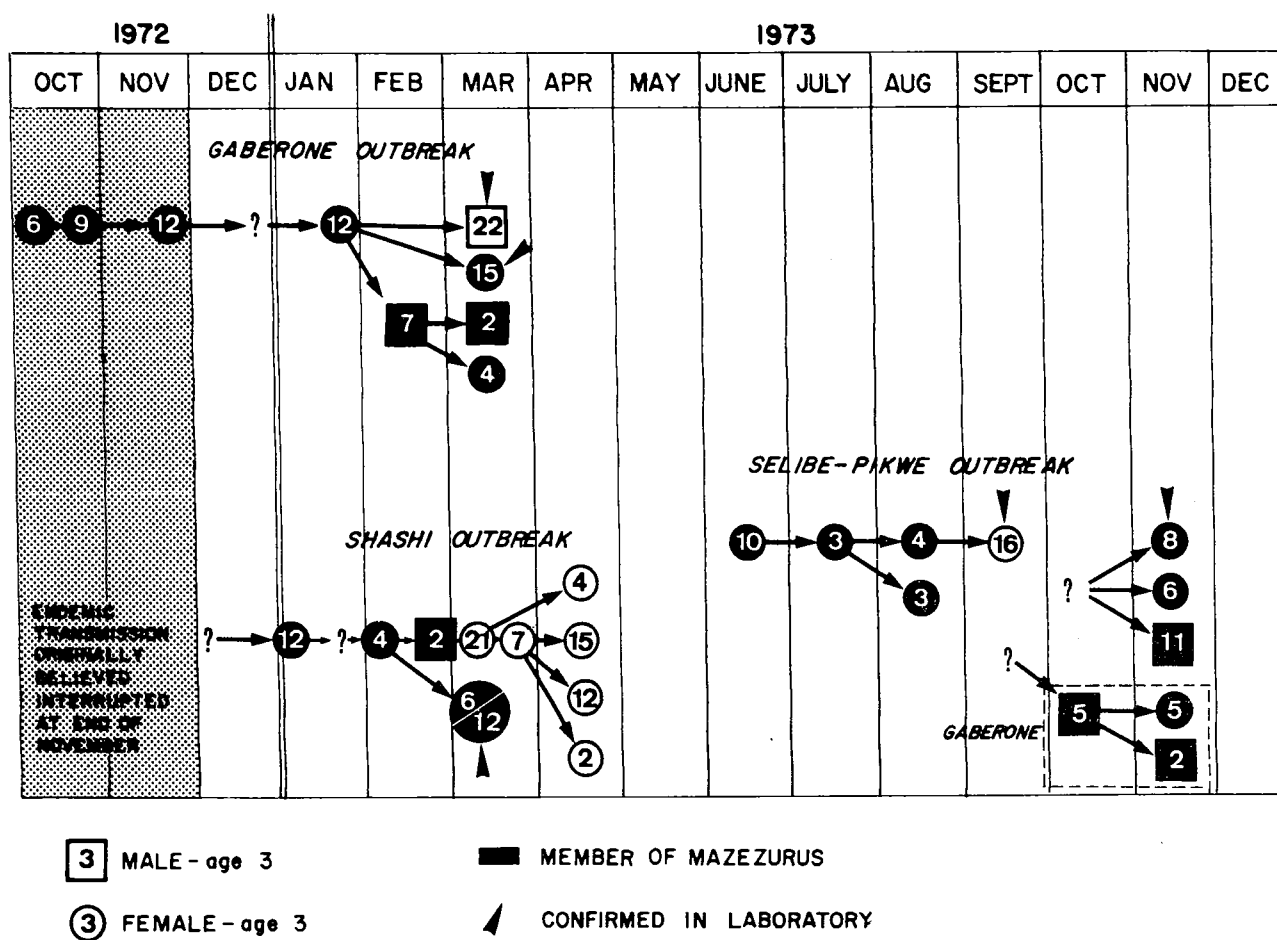 1972 1973
OCT NOV DEC JAN FEB MAR APR MAY JUNE JULY AUG SEPT OCT NOV DEC
GABERONE OUTBREAK
6 9 12 ? 12 22
15
7 2
4
SELIBE-PIKWE OUTBREAK
10 3 4 16 8
SHASHI OUTBREAK
4 3 ? 6
ENDEMIC
TRANSMISSION
ORIGINALLY
BELIEVED
INTERRUPTED
AT END OF
NOVEMBER
? 12 ? 4 2 21 7 15 11
?
6 12 12 5 5
GABERONE
2 2
3 MALE-age 3
MEMBER OF MAZEZURUS
3 FEMALE-age 3
CONFIRMED IN LABORATORY